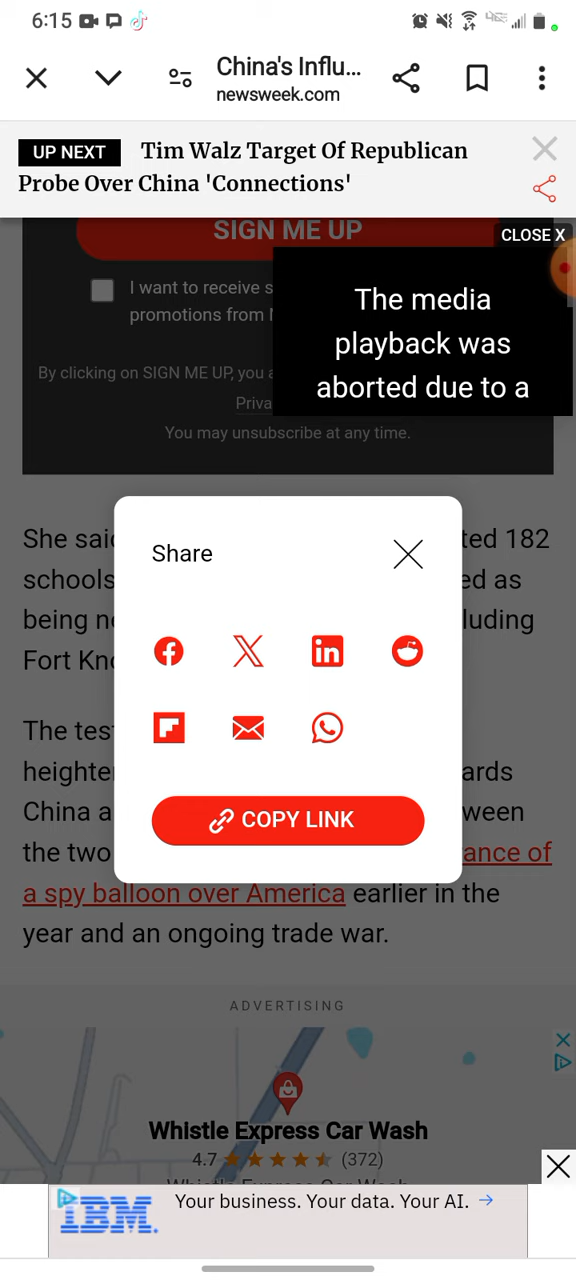 6:15
China's Influ...
newsweek.com
UP NEXT Tim Walz Target Of Republican
Probe Over China 'Connections'
SIGN ME UP
CLOSE X
I want to receive s
promotions from
The media
playback was
aborted due to a
By clicking on SIGN ME UP, you a
Priva
You may unsubscribe at any time.
She said ted 182
schools ed as
being n luding
Fort Kn
Share
The tes
heighte ards
China a ween
the two ance of
COPY LINK
a spy balloon over America earlier in the
year and an ongoing trade war.
ADVERTISING
Whistle Express Car Wash
4.7 (372)
IBM.
Your business. Your data. Your AI. →